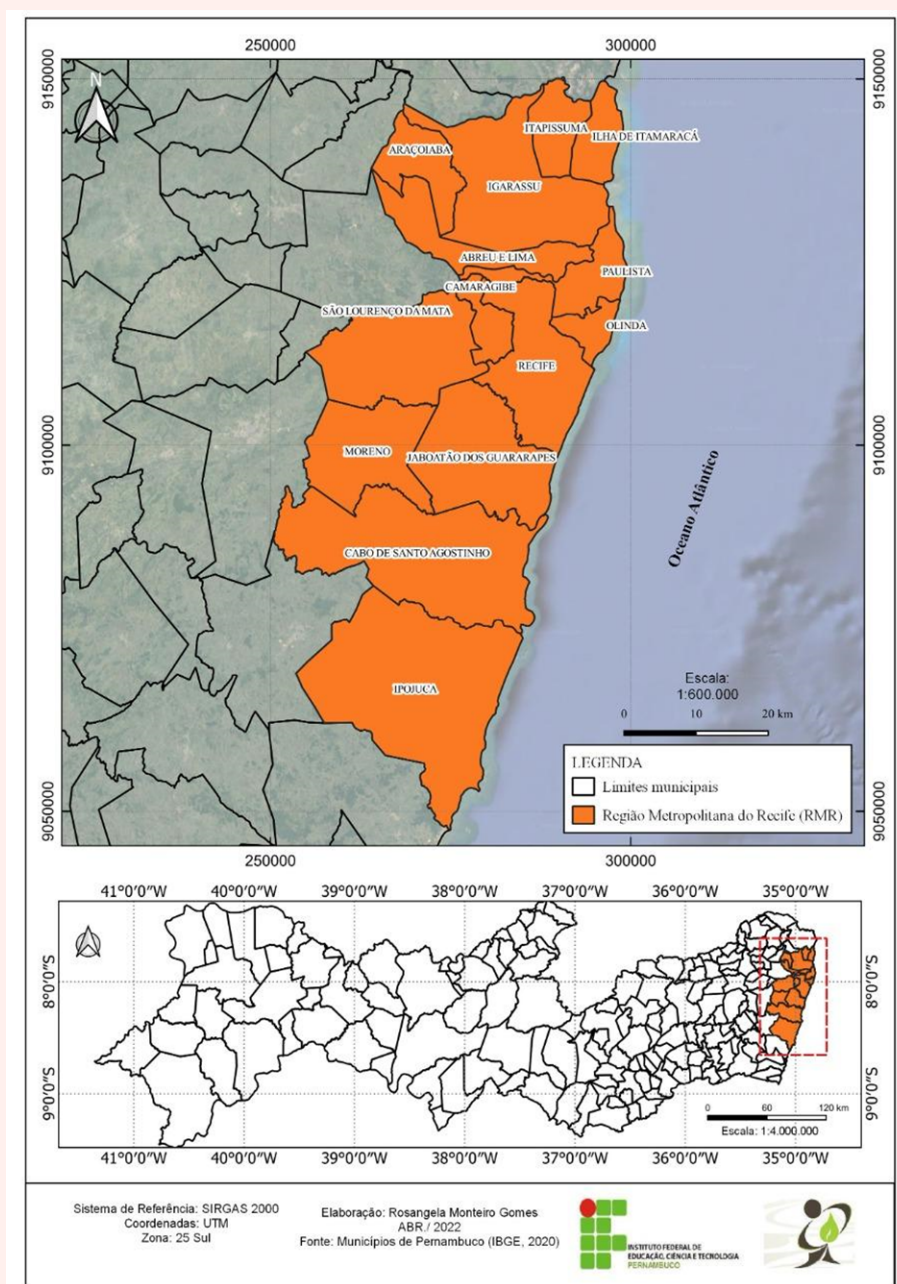 250000
300000
9150000
9150000
N
ITAPISSUMA
ILHA DE ITAMARACÁ
ARAÇOIABA
IGARASSU
ABREU E LIMA
PAULISTA
CAMARAGIBE
SÃO LOURENÇO DA MATA
OLINDA
RECIFE
9100000
9100000
MORENO
JABOATÃO DOS GUARARAPES
Oceano Atlântico
CABO DE SANTO AGOSTINHO
IPOJUCA
Escala:
1:600.000
0 10 20 km
LEGENDA
Limites municipais
Região Metropolitana do Recife (RMR)
9050000
9050000
250000
300000
41°0'0"W 40°0'0"W 39°0'0"W 38°0'0"W 37°0'0"W 36°0'0"W 35°0'0"W
8°0'0"S
8°0'0"S
9°0'0"S
9°0'0"S
0 60 120 km
Escala: 1:4.000.000
41°0'0"W 40°0'0"W 39°0'0"W 38°0'0"W 37°0'0"W 36°0'0"W 35°0'0"W
Sistema de Referência: SIRGAS 2000
Coordenadas: UTM
Zona: 25 Sul
Elaboração: Rosangela Monteiro Gomes
ABR./ 2022
Fonte: Municípios de Pernambuco (IBGE, 2020)
INSTITUTO FEDERAL DE
EDUCAÇÃO, CIÊNCIA E TECNOLOGIA
PERNAMBUCO